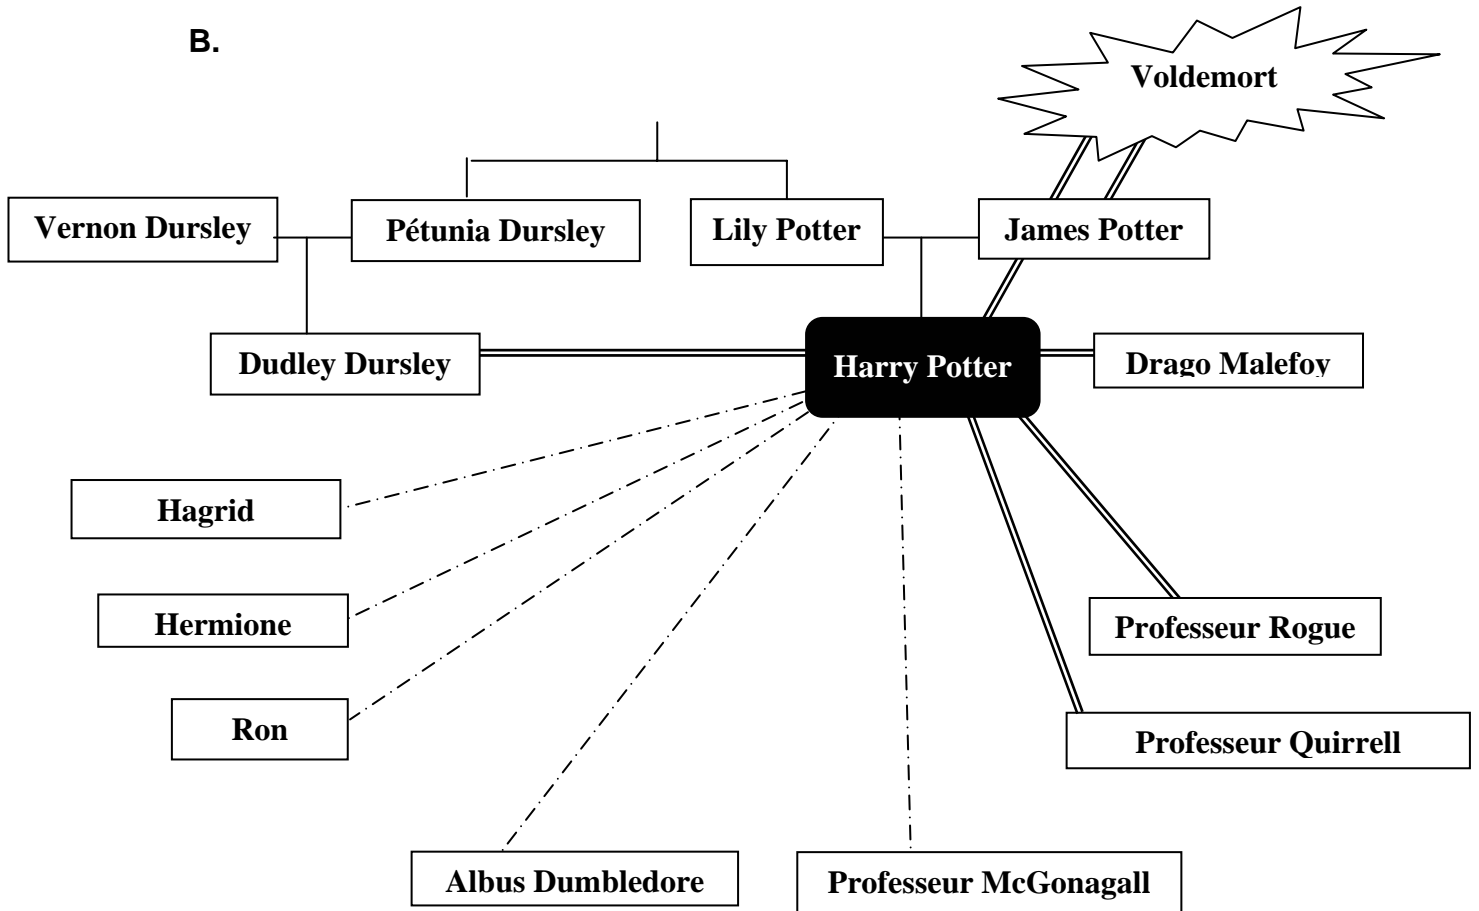 B.
Voldemort
Vernon Dursley
Pétunia Dursley
Lily Potter
James Potter
Dudley Dursley
Harry Potter
Drago Malefoy
Hagrid
Hermione
Professeur Rogue
Ron
Professeur Quirrell
Albus Dumbledore
Professeur McGonagall